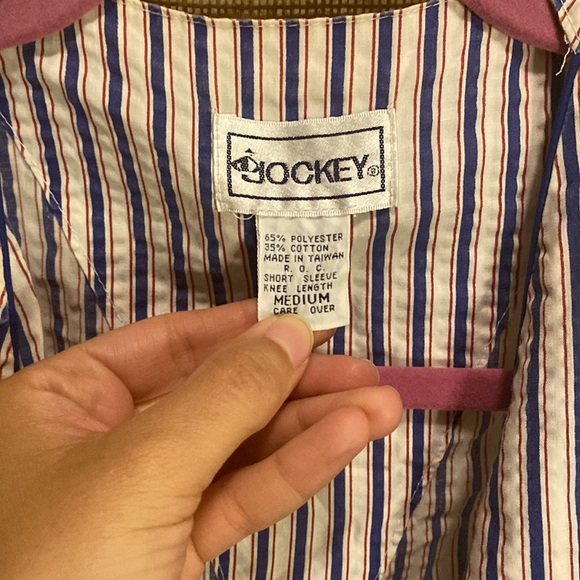 JOCKEY®
65% POLYESTER
35% COTTON
MADE IN TAIWAN
R. O. C.
SHORT SLEEVE
KNEE LENGTH
MEDIUM
CARE OVER